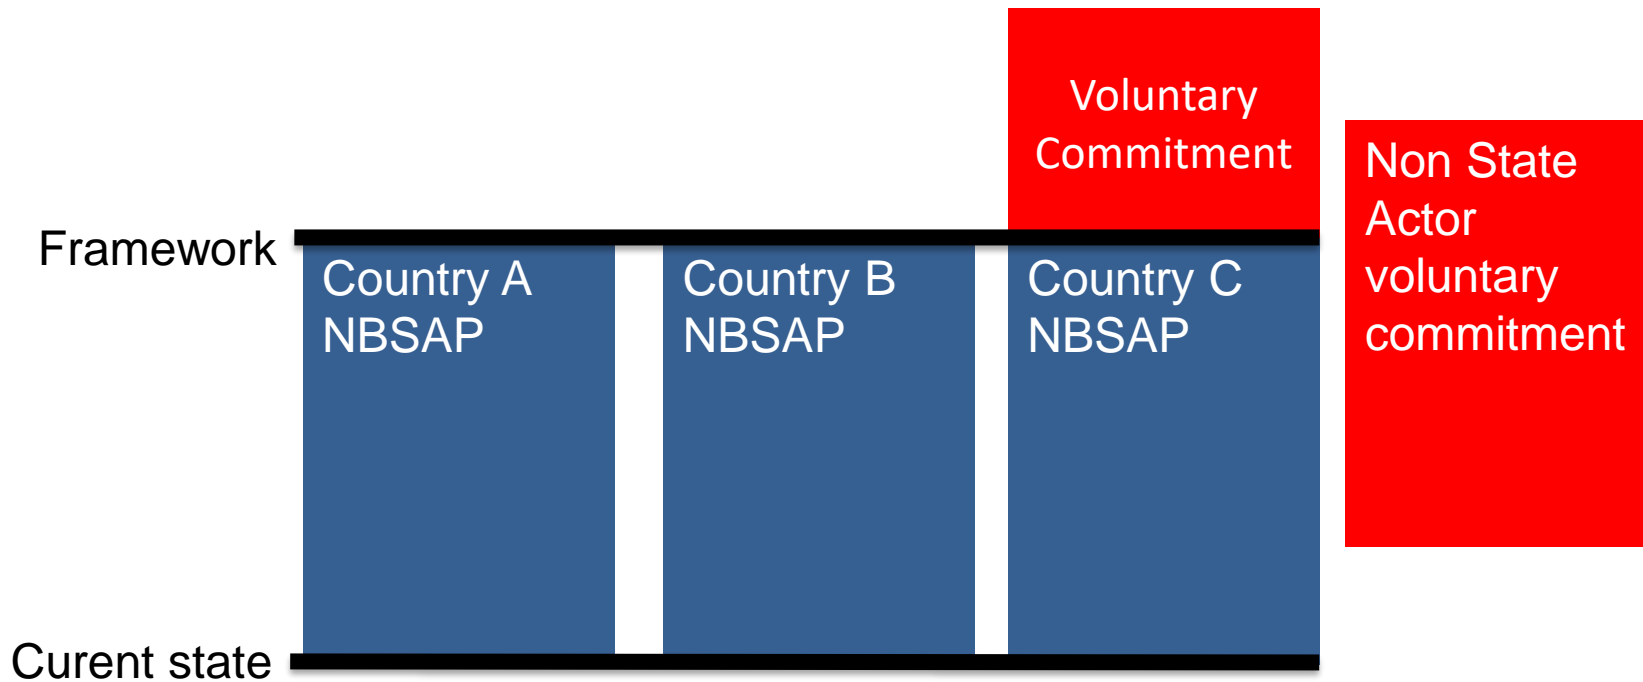 Voluntary
Commitment
Non State
Actor
voluntary
commitment
Framework
Country A
NBSAP
Country B
NBSAP
Country C
NBSAP
Curent state